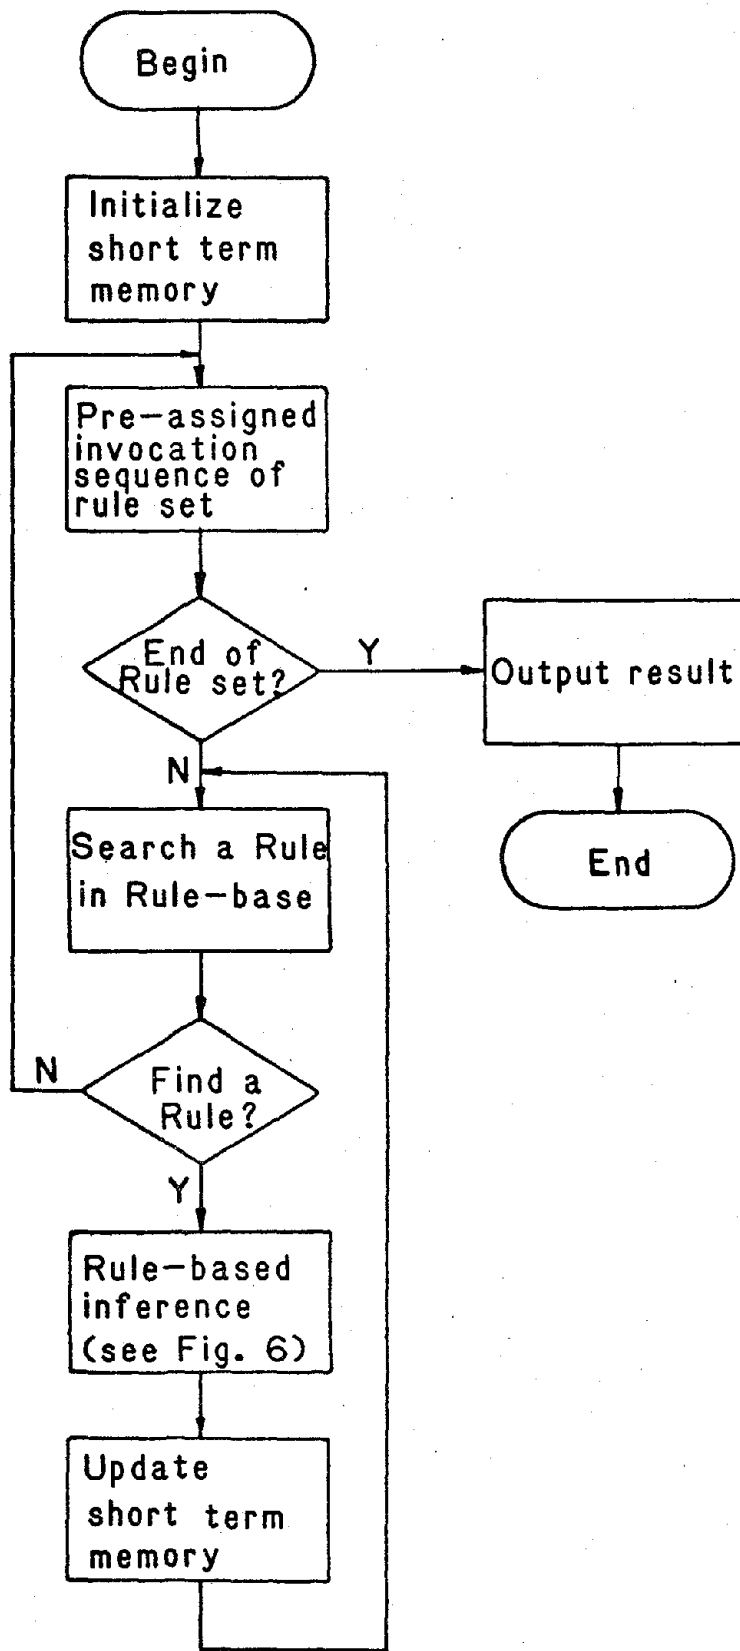 Begin
Initialize
short term
memory
Pre-assigned
invocation
sequence of
rule set
End of
Rule set?
Y
Output result
N
Search a Rule
in Rule-base
End
N
Find a
Rule?
Y
Rule-based
inference
(see Fig. 6)
Update
short term
memory